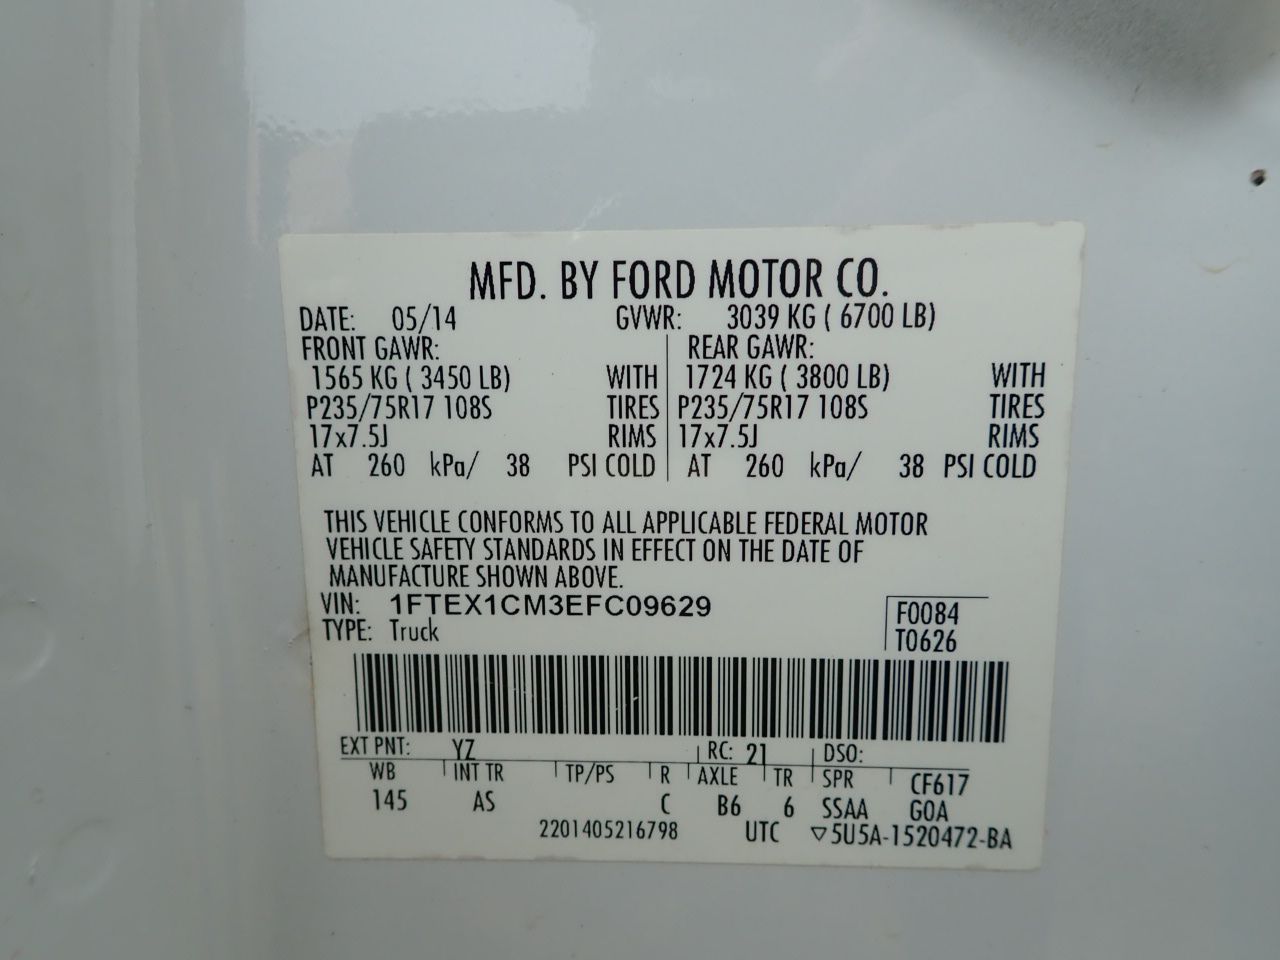 MFD. BY FORD MOTOR CO.
DATE: 05/14 GVWR: 3039 KG ( 6700 LB)
FRONT GAWR: REAR GAWR:
1565 KG ( 3450 LB) WITH 1724 KG ( 3800 LB) WITH
P235/75R17 108S TIRES P235/75R17 108S TIRES
17x7.5J RIMS 17x7.5J RIMS
AT 260 kPa/ 38 PSI COLD AT 260 kPa/ 38 PSI COLD
THIS VEHICLE CONFORMS TO ALL APPLICABLE FEDERAL MOTOR
VEHICLE SAFETY STANDARDS IN EFFECT ON THE DATE OF
MANUFACTURE SHOWN ABOVE.
VIN: 1FTEX1CM3EFC09629 F0084
TYPE: Truck T0626
EXT PNT: YZ RC: 21 DSO:
WB INT TR TP/PS R AXLE TR SPR CF617
145 AS C B6 6 SSAA GOA
2201405216798 UTC ▽5U5A-1520472-BA